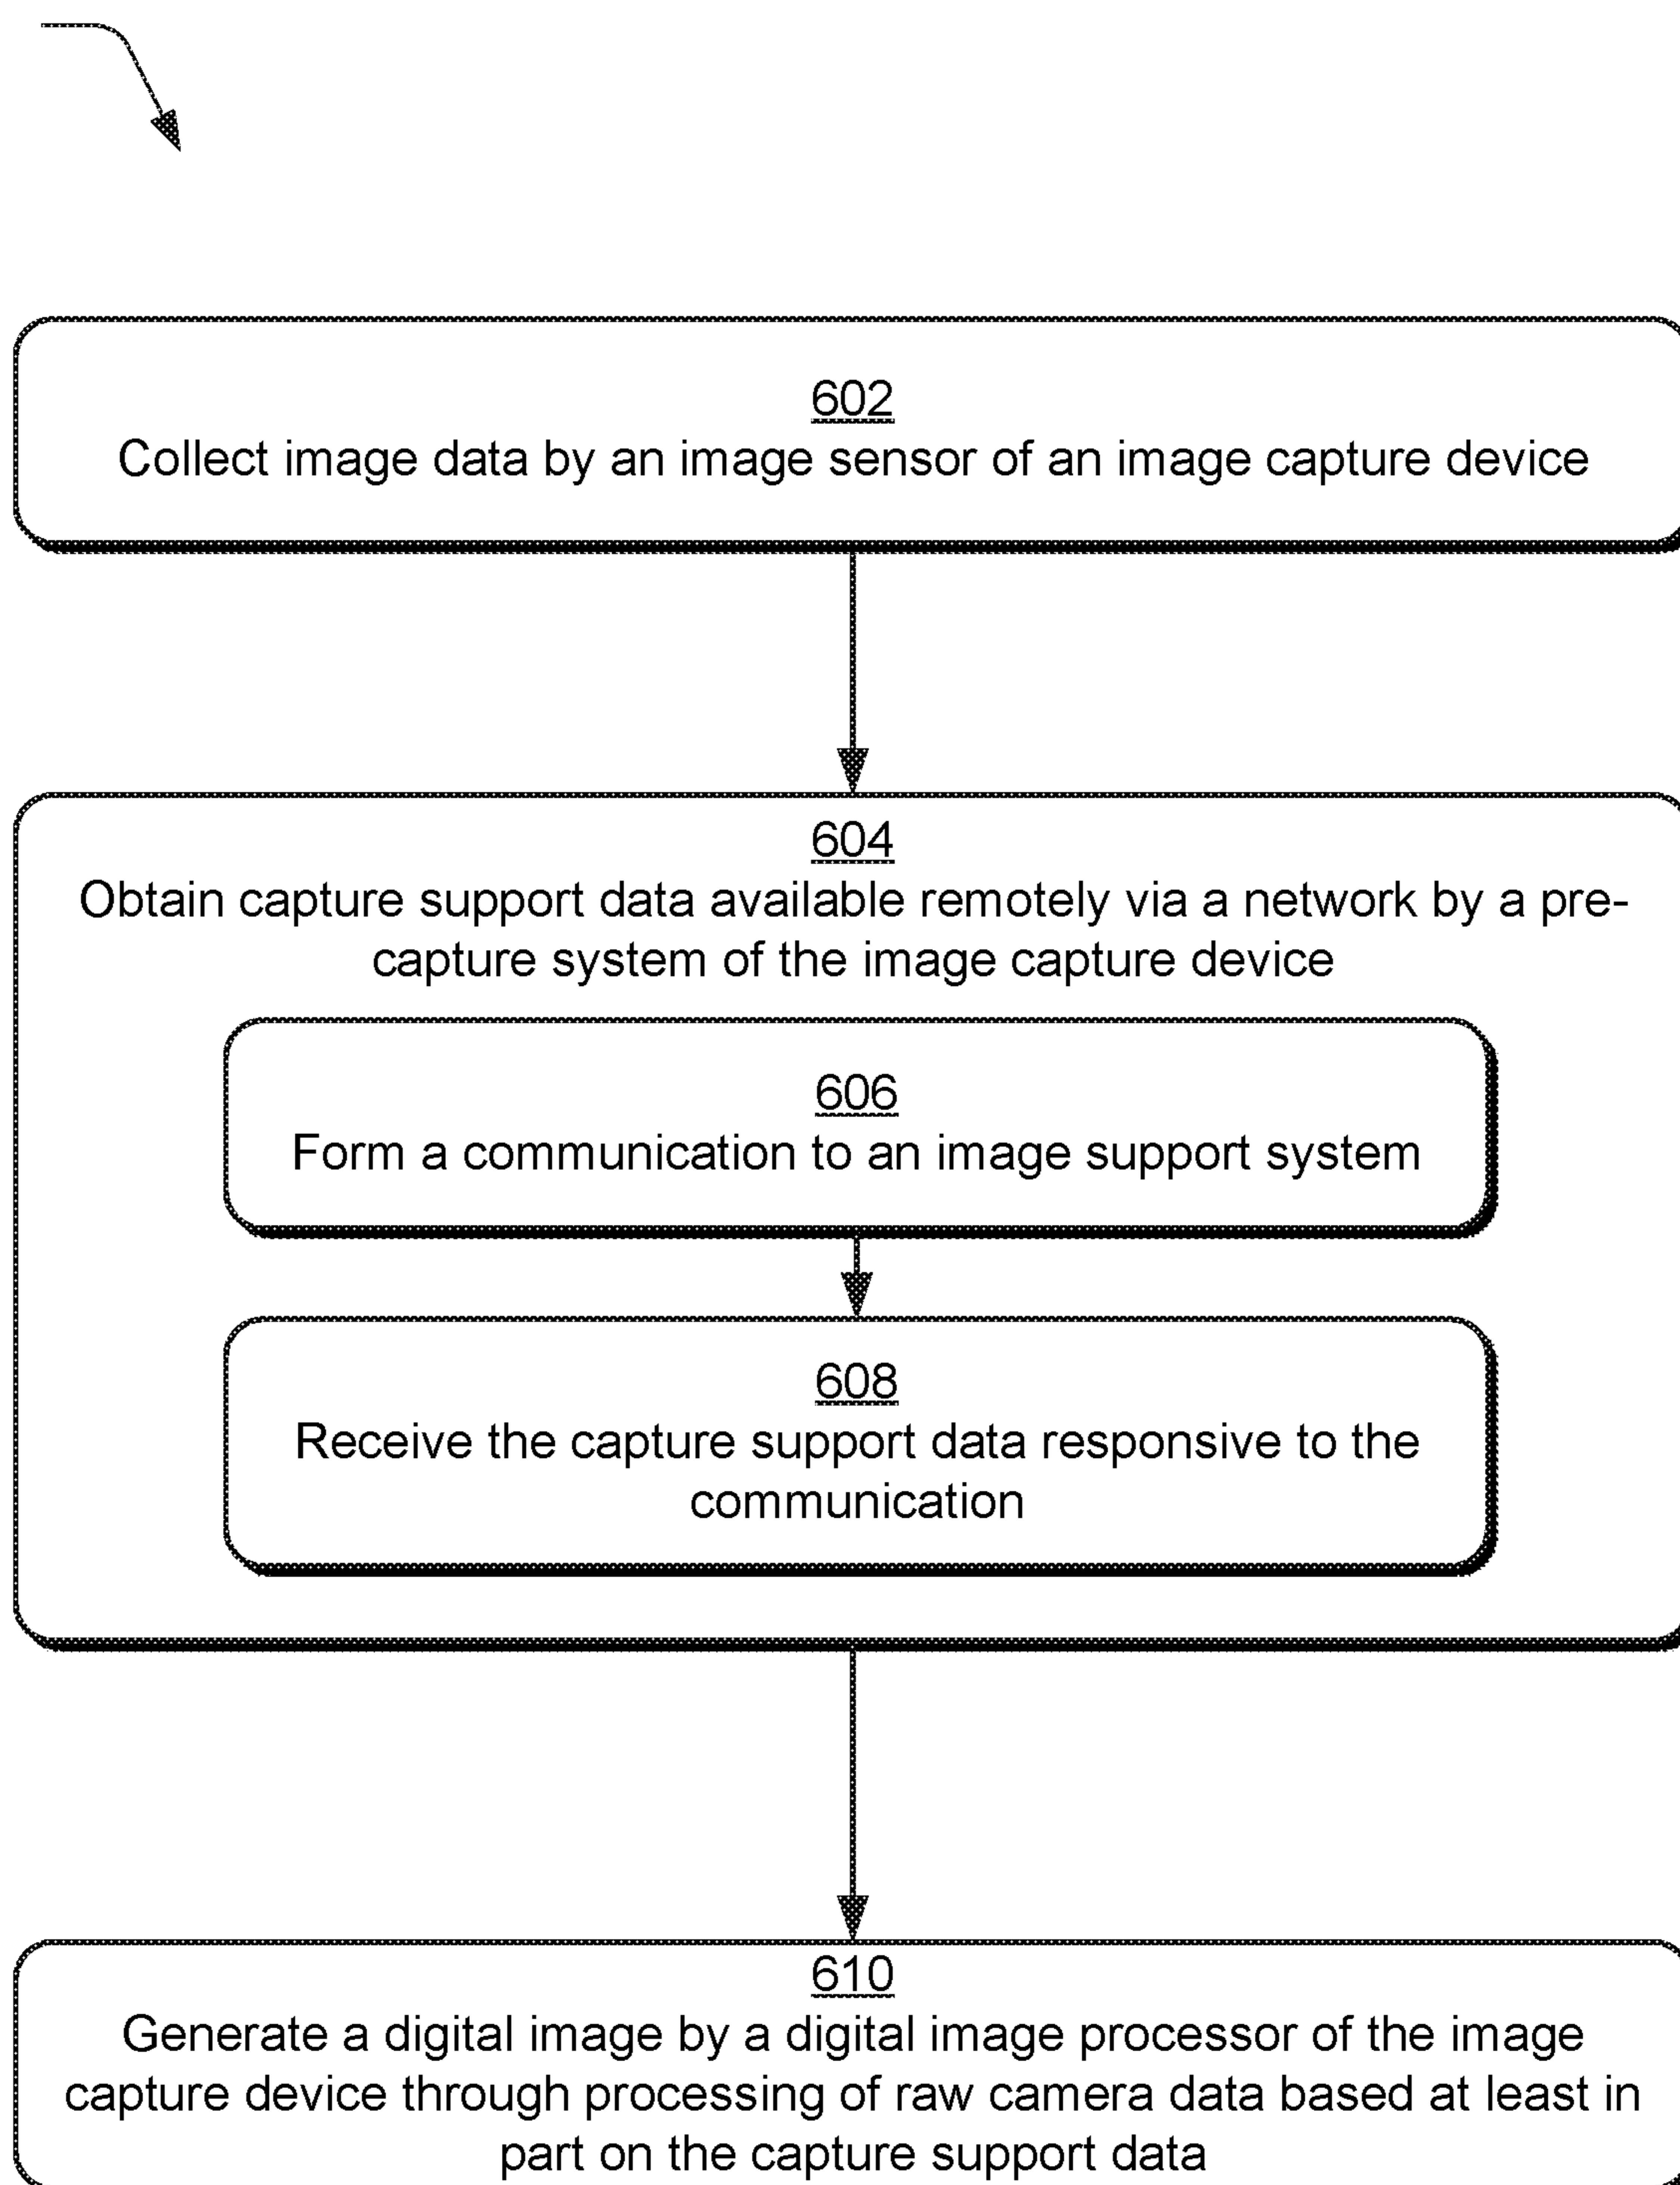 602
Collect image data by an image sensor of an image capture device
604
Obtain capture support data available remotely via a network by a pre-
capture system of the image capture device
606
Form a communication to an image support system
608
Receive the capture support data responsive to the
communication
610
Generate a digital image by a digital image processor of the image
capture device through processing of raw camera data based at least in
part on the capture support data